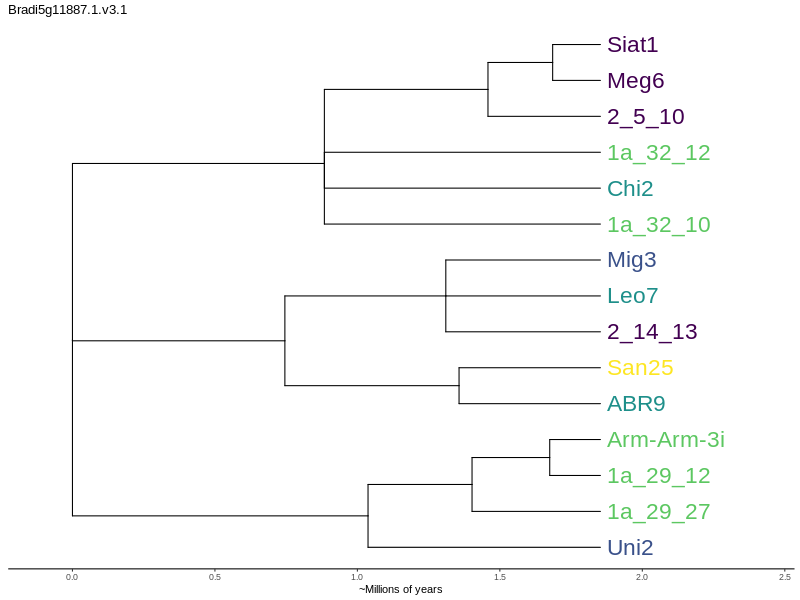 Bradi5g11887.1.v3.1
Siat1
Meg6
2_5_10
1a_32_12
Chi2
1a_32_10
Mig3
Leo7
2_14_13
San25
ABR9
Arm-Arm-3i
1a_29_12
1a_29_27
Uni2
0.0 0.5 1.0 1.5 2.0 2.5
~Millions of years